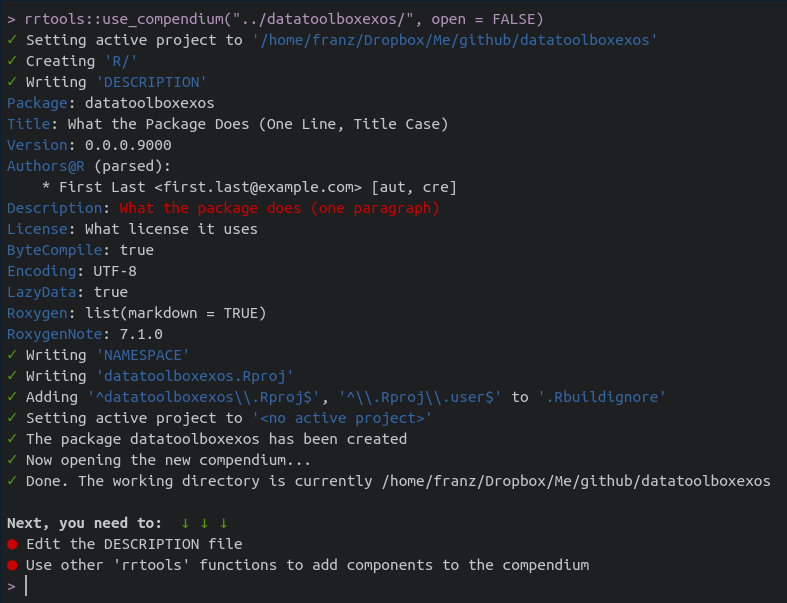 > rrtools::use_compendium("../datatoolboxexos/", open = FALSE)
✓ Setting active project to '/home/franz/Dropbox/Me/github/datatoolboxexos'
✓ Creating 'R/'
✓ Writing 'DESCRIPTION'
Package: datatoolboxexos
Title: What the Package Does (One Line, Title Case)
Version: 0.0.0.9000
Authors@R (parsed):
    * First Last <first.last@example.com> [aut, cre]
Description: What the package does (one paragraph)
License: What license it uses
ByteCompile: true
Encoding: UTF-8
LazyData: true
Roxygen: list(markdown = TRUE)
RoxygenNote: 7.1.0
✓ Writing 'NAMESPACE'
✓ Writing 'datatoolboxexos.Rproj'
✓ Adding '^datatoolboxexos\\.Rproj$', '^\\.Rproj\\.user$' to '.Rbuildignore'
✓ Setting active project to '<no active project>'
✓ The package datatoolboxexos has been created
✓ Now opening the new compendium...
✓ Done. The working directory is currently /home/franz/Dropbox/Me/github/datatoolboxexos
Next, you need to:  ↓ ↓ ↓
● Edit the DESCRIPTION file
● Use other 'rrtools' functions to add components to the compendium
>